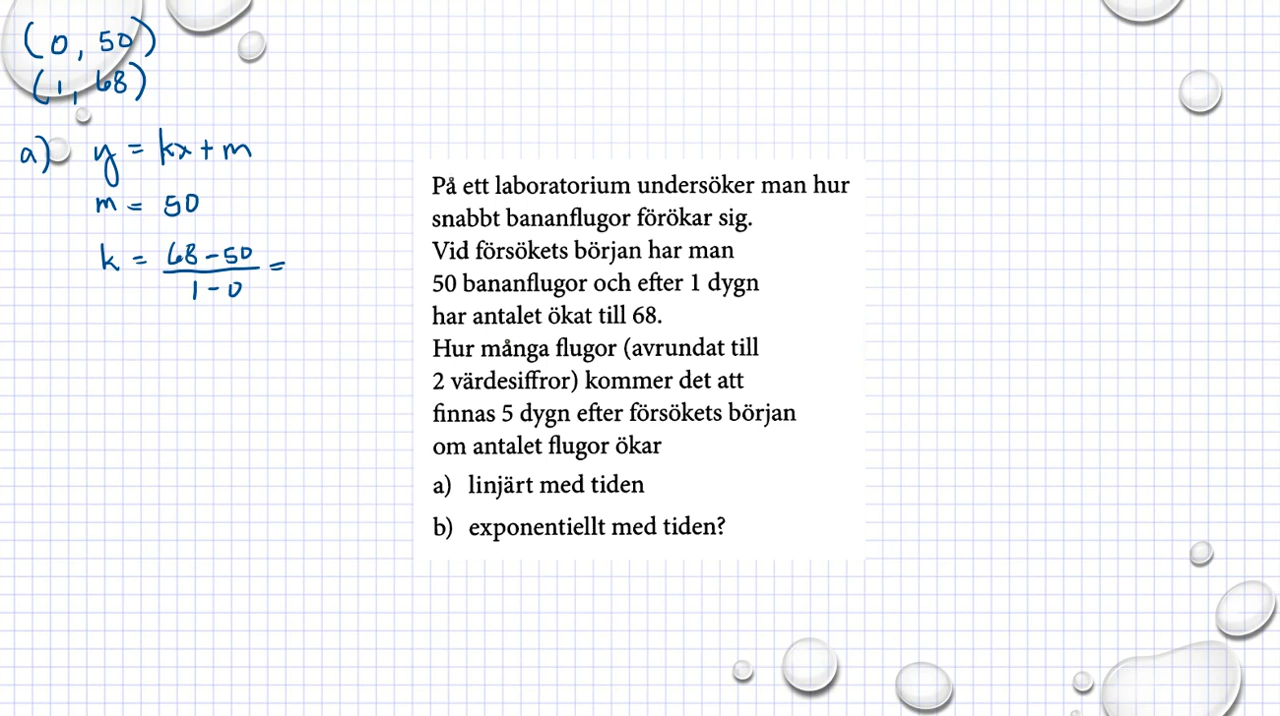 (0, 50)
(1, 68)
a) y = kx + m
m = 50
k = \frac{68 - 50}{1 - 0} =
På ett laboratorium undersöker man hur
snabbt bananflugor förökar sig.
Vid försökets början har man
50 bananflugor och efter 1 dygn
har antalet ökat till 68.
Hur många flugor (avrundat till
2 värdesiffror) kommer det att
finnas 5 dygn efter försökets början
om antalet flugor ökar
a) linjärt med tiden
b) exponentiellt med tiden?